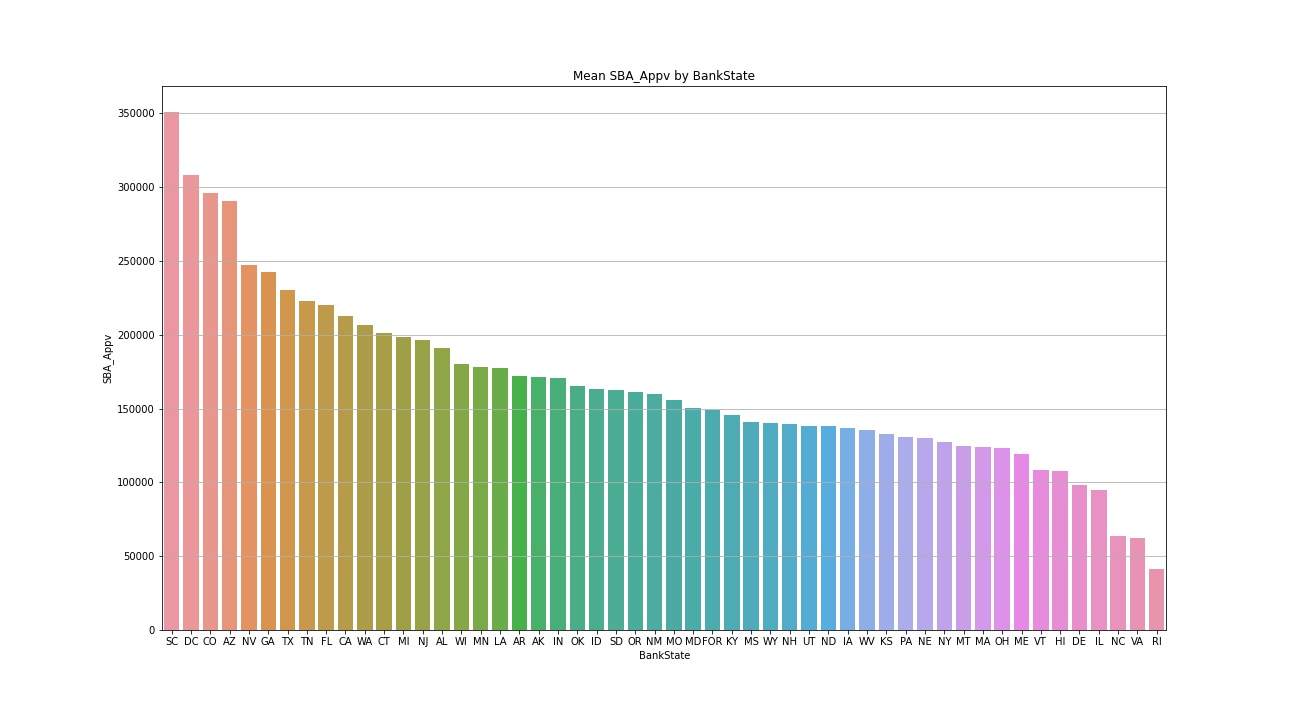 Mean SBA_Appv by BankState
350000
300000
250000
200000
150000
100000
50000
0
SBA_Appv
SC DC CO AZ NV GA TX TN FL CA WA CT MI NJ AL WI MN LA AR AK IN OK ID SD OR NM MO MD FOR KY MS WY NH UT ND IA WV KS PA NE NY MT MA OH ME VT HI DE IL NC VA RI
BankState